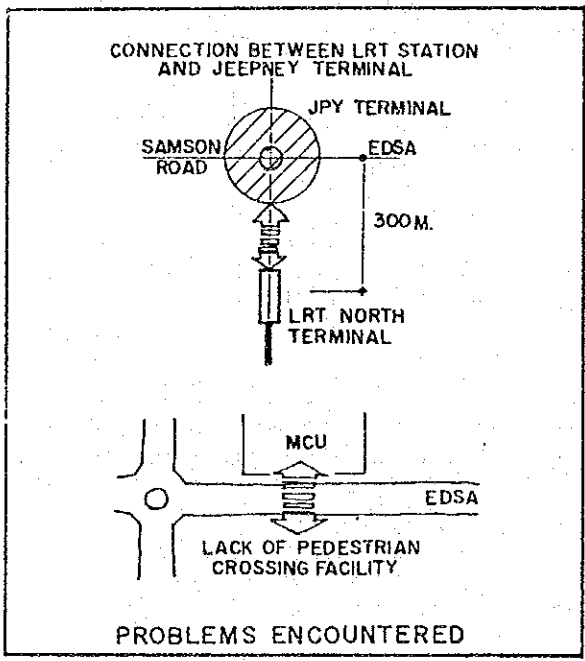 CONNECTION BETWEEN LRT STATION
AND JEEPNEY TERMINAL
JPY TERMINAL
SAMSON
ROAD
EDSA
300M.
LRT NORTH
TERMINAL
MCU
EDSA
LACK OF PEDESTRIAN
CROSSING FACILITY
PROBLEMS ENCOUNTERED